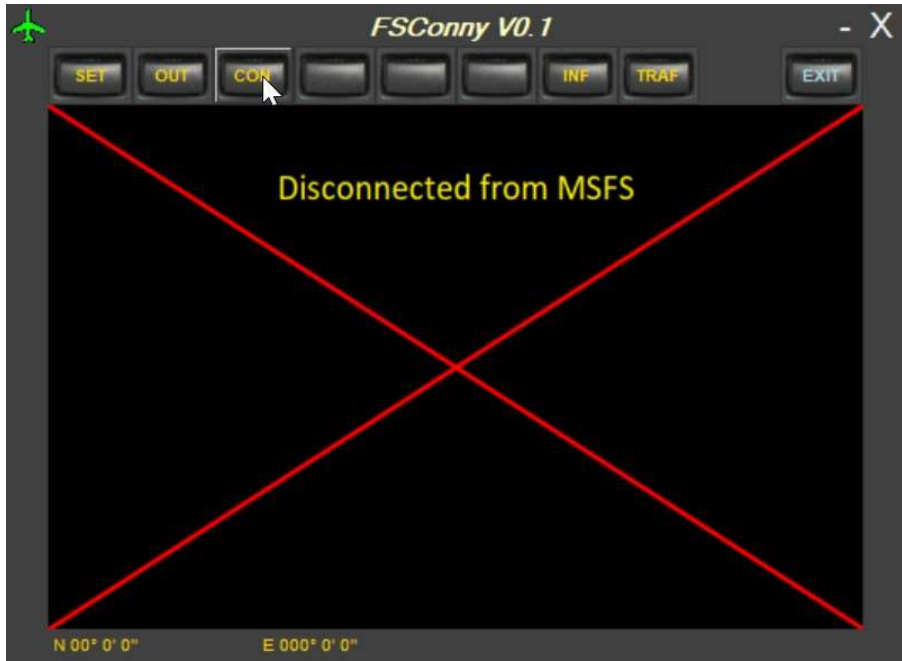 FSConny V0.1 - X
SET OUT CON INF TRAF EXIT
Disconnected from MSFS
N 00° 0' 0" E 000° 0' 0"